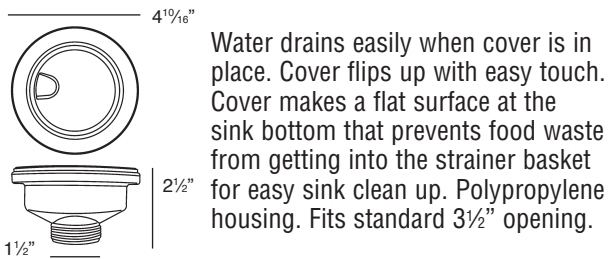 4¹⁰⁄₁₆”
Water drains easily when cover is in
place. Cover flips up with easy touch.
Cover makes a flat surface at the
sink bottom that prevents food waste
from getting into the strainer basket
2½” for easy sink clean up. Polypropylene
housing. Fits standard 3½” opening.
1½”